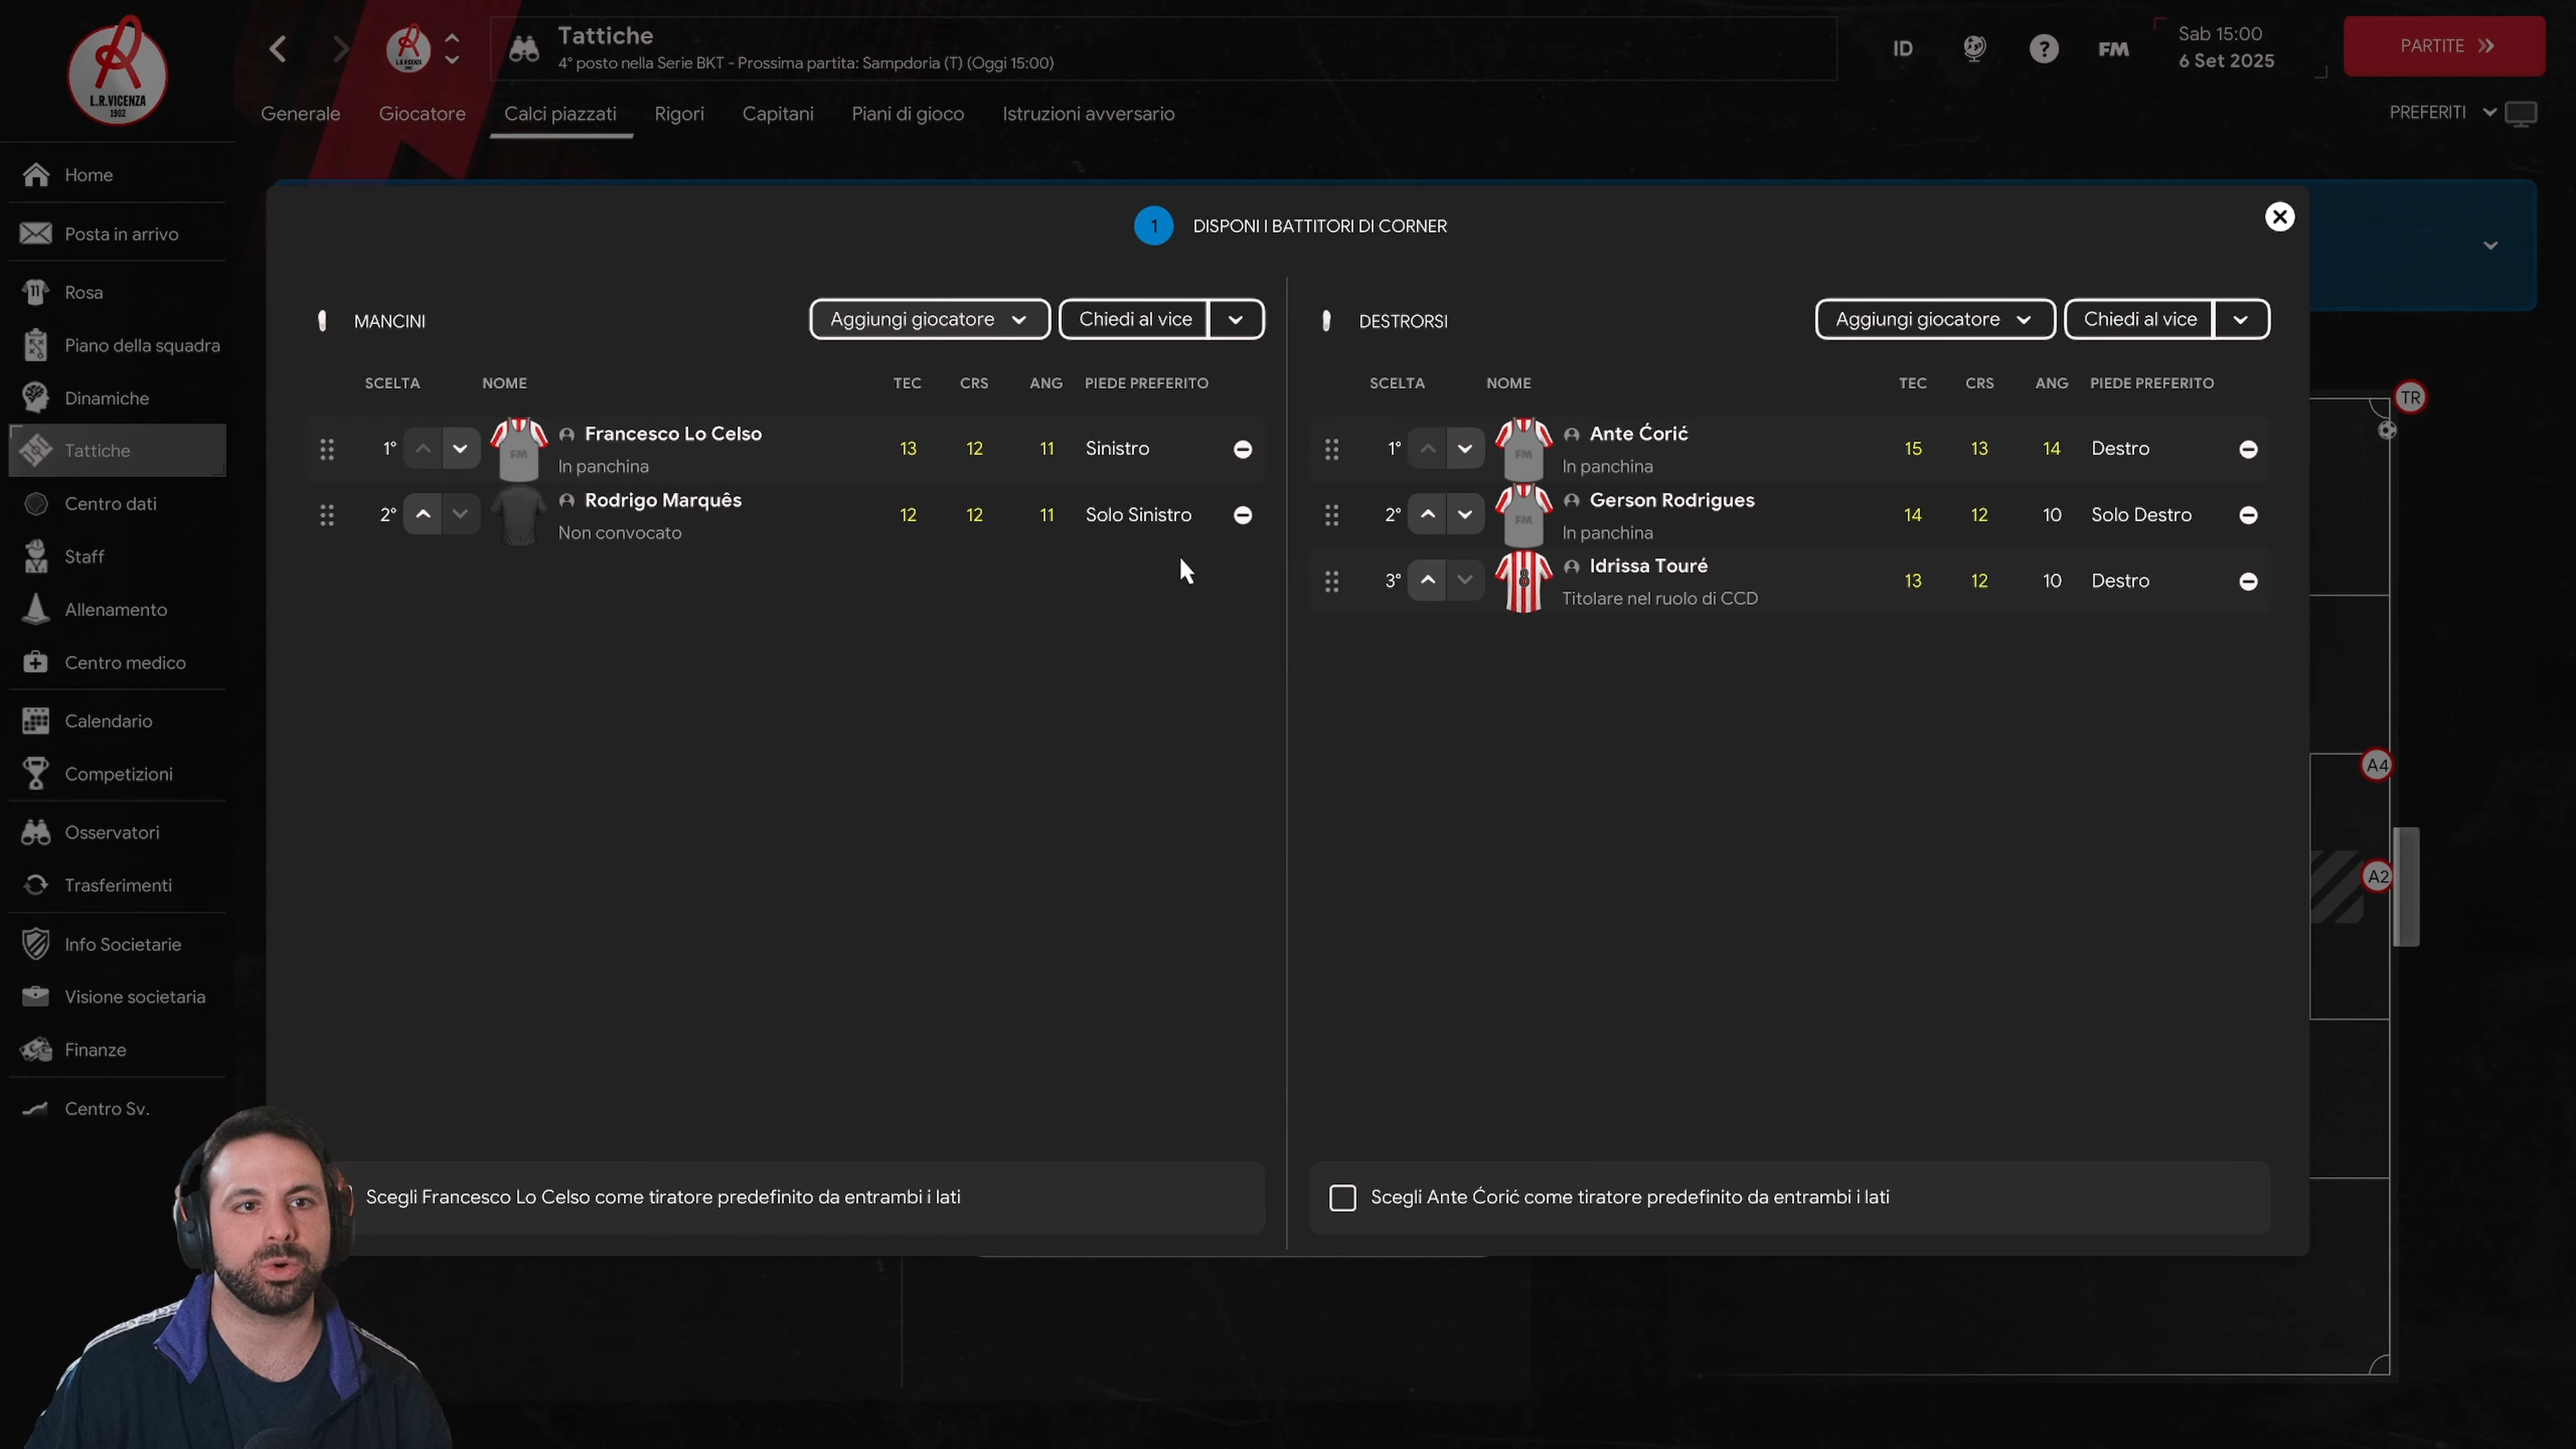 L.R.VICENZA
1902
Tattiche
4° posto nella Serie BKT - Prossima partita: Sampdoria (T) (Oggi 15:00)
ID
FM
Sab 15:00
6 Set 2025
PARTITE
Generale
Giocatore
Calci piazzati
Rigori
Capitani
Piani di gioco
Istruzioni avversario
PREFERITI
Home
Posta in arrivo
Rosa
Piano della squadra
Dinamiche
Tattiche
Centro dati
Staff
Allenamento
Centro medico
Calendario
Competizioni
Osservatori
Trasferimenti
Info Societarie
Visione societaria
Finanze
Centro Sv.
1 DISPONI I BATTITORI DI CORNER
MANCINI
Aggiungi giocatore
Chiedi al vice
SCELTA NOME TEC CRS ANG PIEDE PREFERITO
1° FM Francesco Lo Celso 13 12 11 Sinistro
In panchina
2° Rodrigo Marquês 12 12 11 Solo Sinistro
Non convocato
Scegli Francesco Lo Celso come tiratore predefinito da entrambi i lati
DESTRORSI
Aggiungi giocatore
Chiedi al vice
SCELTA NOME TEC CRS ANG PIEDE PREFERITO
1° FM Ante Ćorić 15 13 14 Destro
In panchina
2° FM Gerson Rodrigues 14 12 10 Solo Destro
In panchina
3° 8 Idrissa Touré 13 12 10 Destro
Titolare nel ruolo di CCD
Scegli Ante Ćorić come tiratore predefinito da entrambi i lati
TR
A4
A2